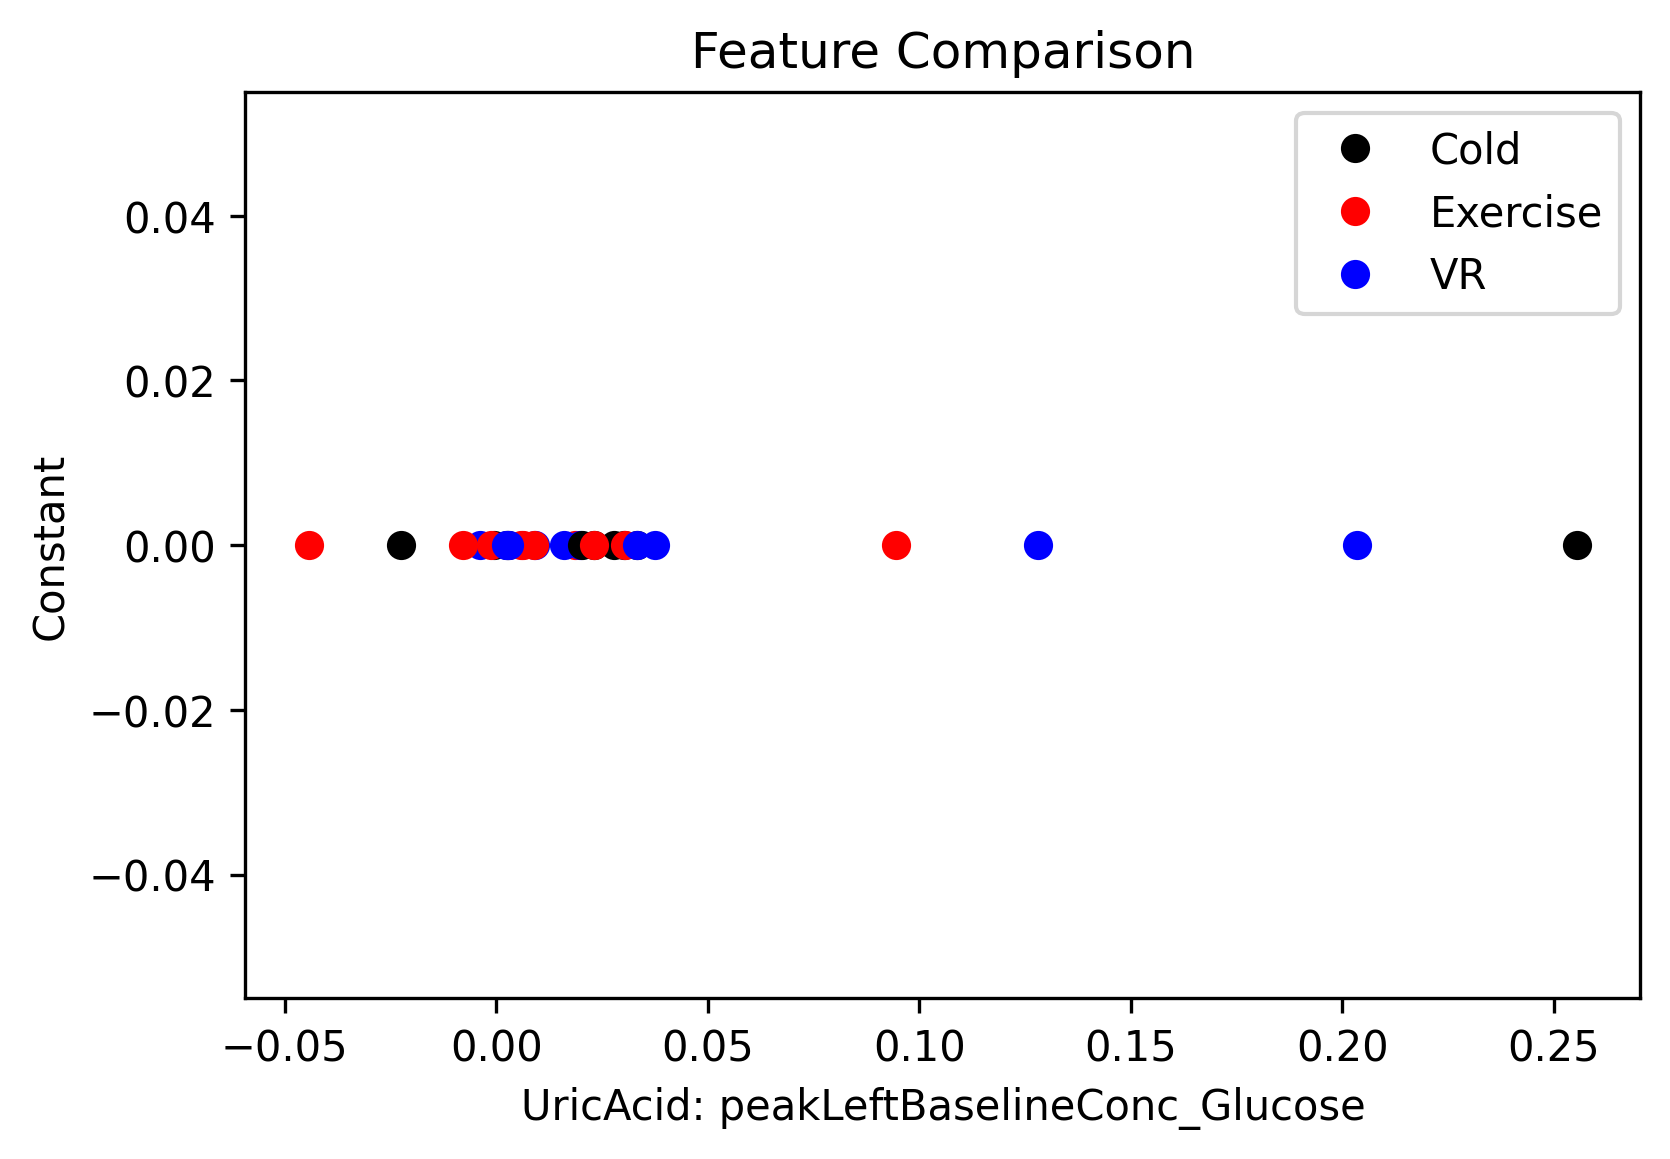 Feature Comparison
Cold
Exercise
VR
0.04
0.02
0.00
−0.02
−0.04
Constant
−0.05 0.00 0.05 0.10 0.15 0.20 0.25
UricAcid: peakLeftBaselineConc_Glucose